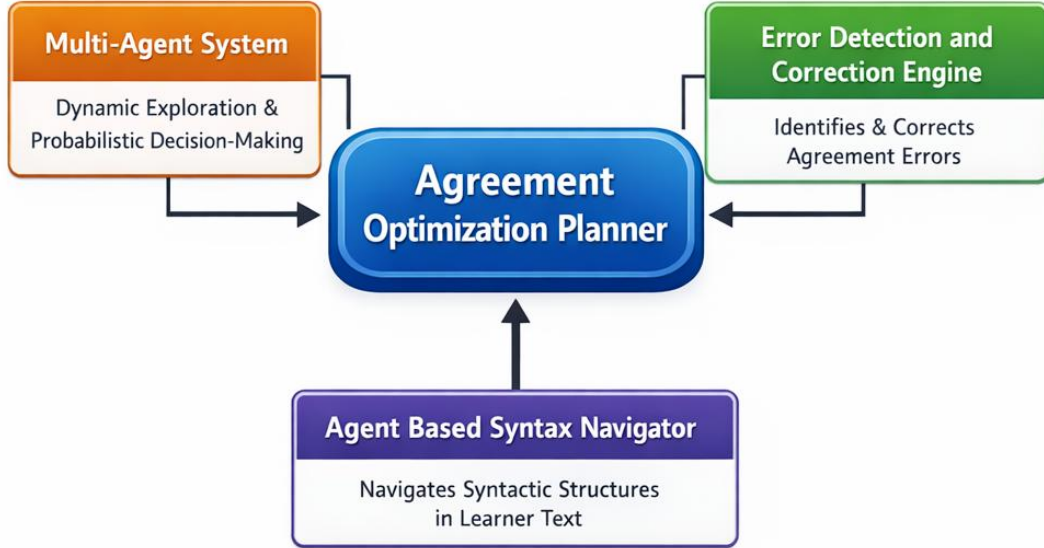 Multi-Agent System
Dynamic Exploration &
Probabilistic Decision-Making
Error Detection and
Correction Engine
Identifies & Corrects
Agreement Errors
Agreement
Optimization Planner
Agent Based Syntax Navigator
Navigates Syntactic Structures
in Learner Text